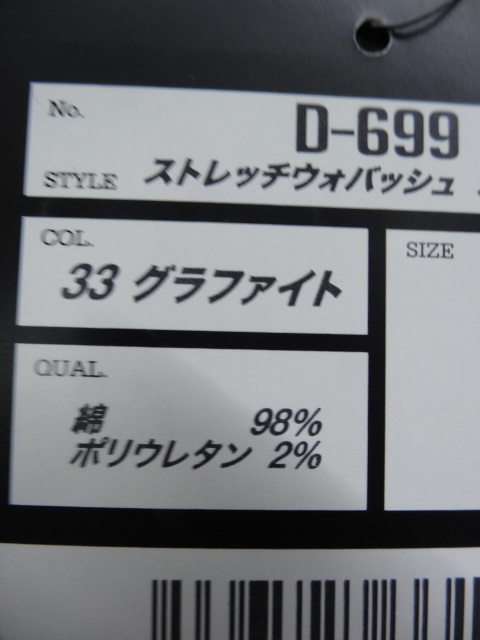 No. D-699
STYLE ストレッチウォバッシュ
COL.
33 グラファイト
SIZE
QUAL.
綿 98%
ポリウレタン 2%